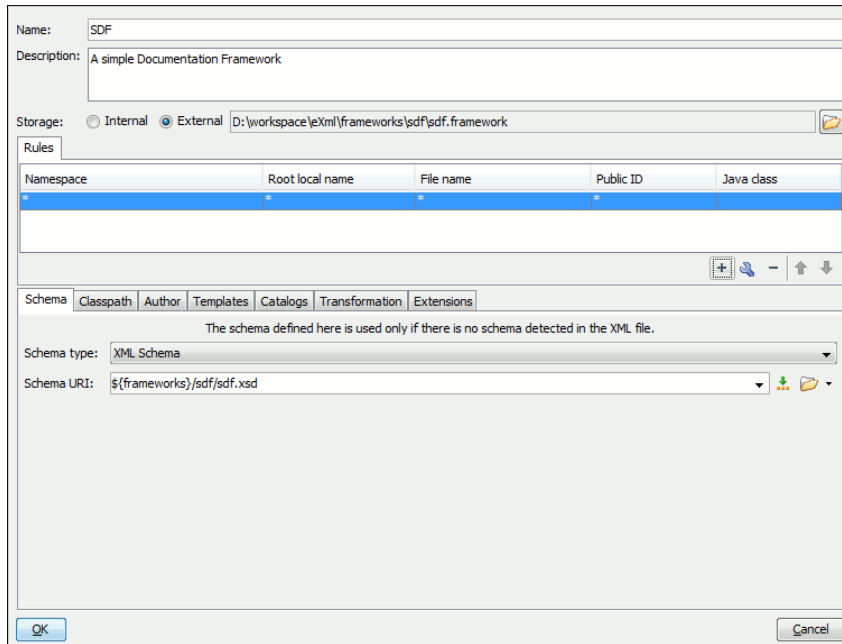 Name: SDF
Description: A simple Documentation Framework
Storage: Internal External D:\workspace\eXml\frameworks\sdf\sdf.framework
Rules
Namespace Root local name File name Public ID Java class
* * * *
+ -
Schema Classpath Author Templates Catalogs Transformation Extensions
The schema defined here is used only if there is no schema detected in the XML file.
Schema type: XML Schema
Schema URI: ${frameworks}/sdf/sdf.xsd
OK Cancel